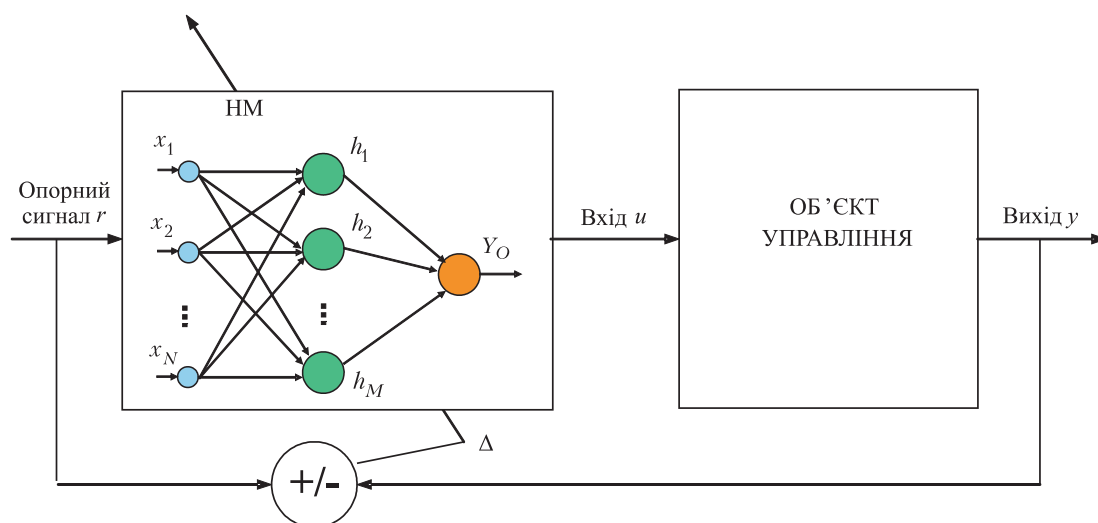 НМ
x1
h1
Опорний
сигнал r
x2
h2
YO
Вхід u
ОБ’ЄКТ
УПРАВЛІННЯ
Вихід y
xN
hM
Δ
+/-